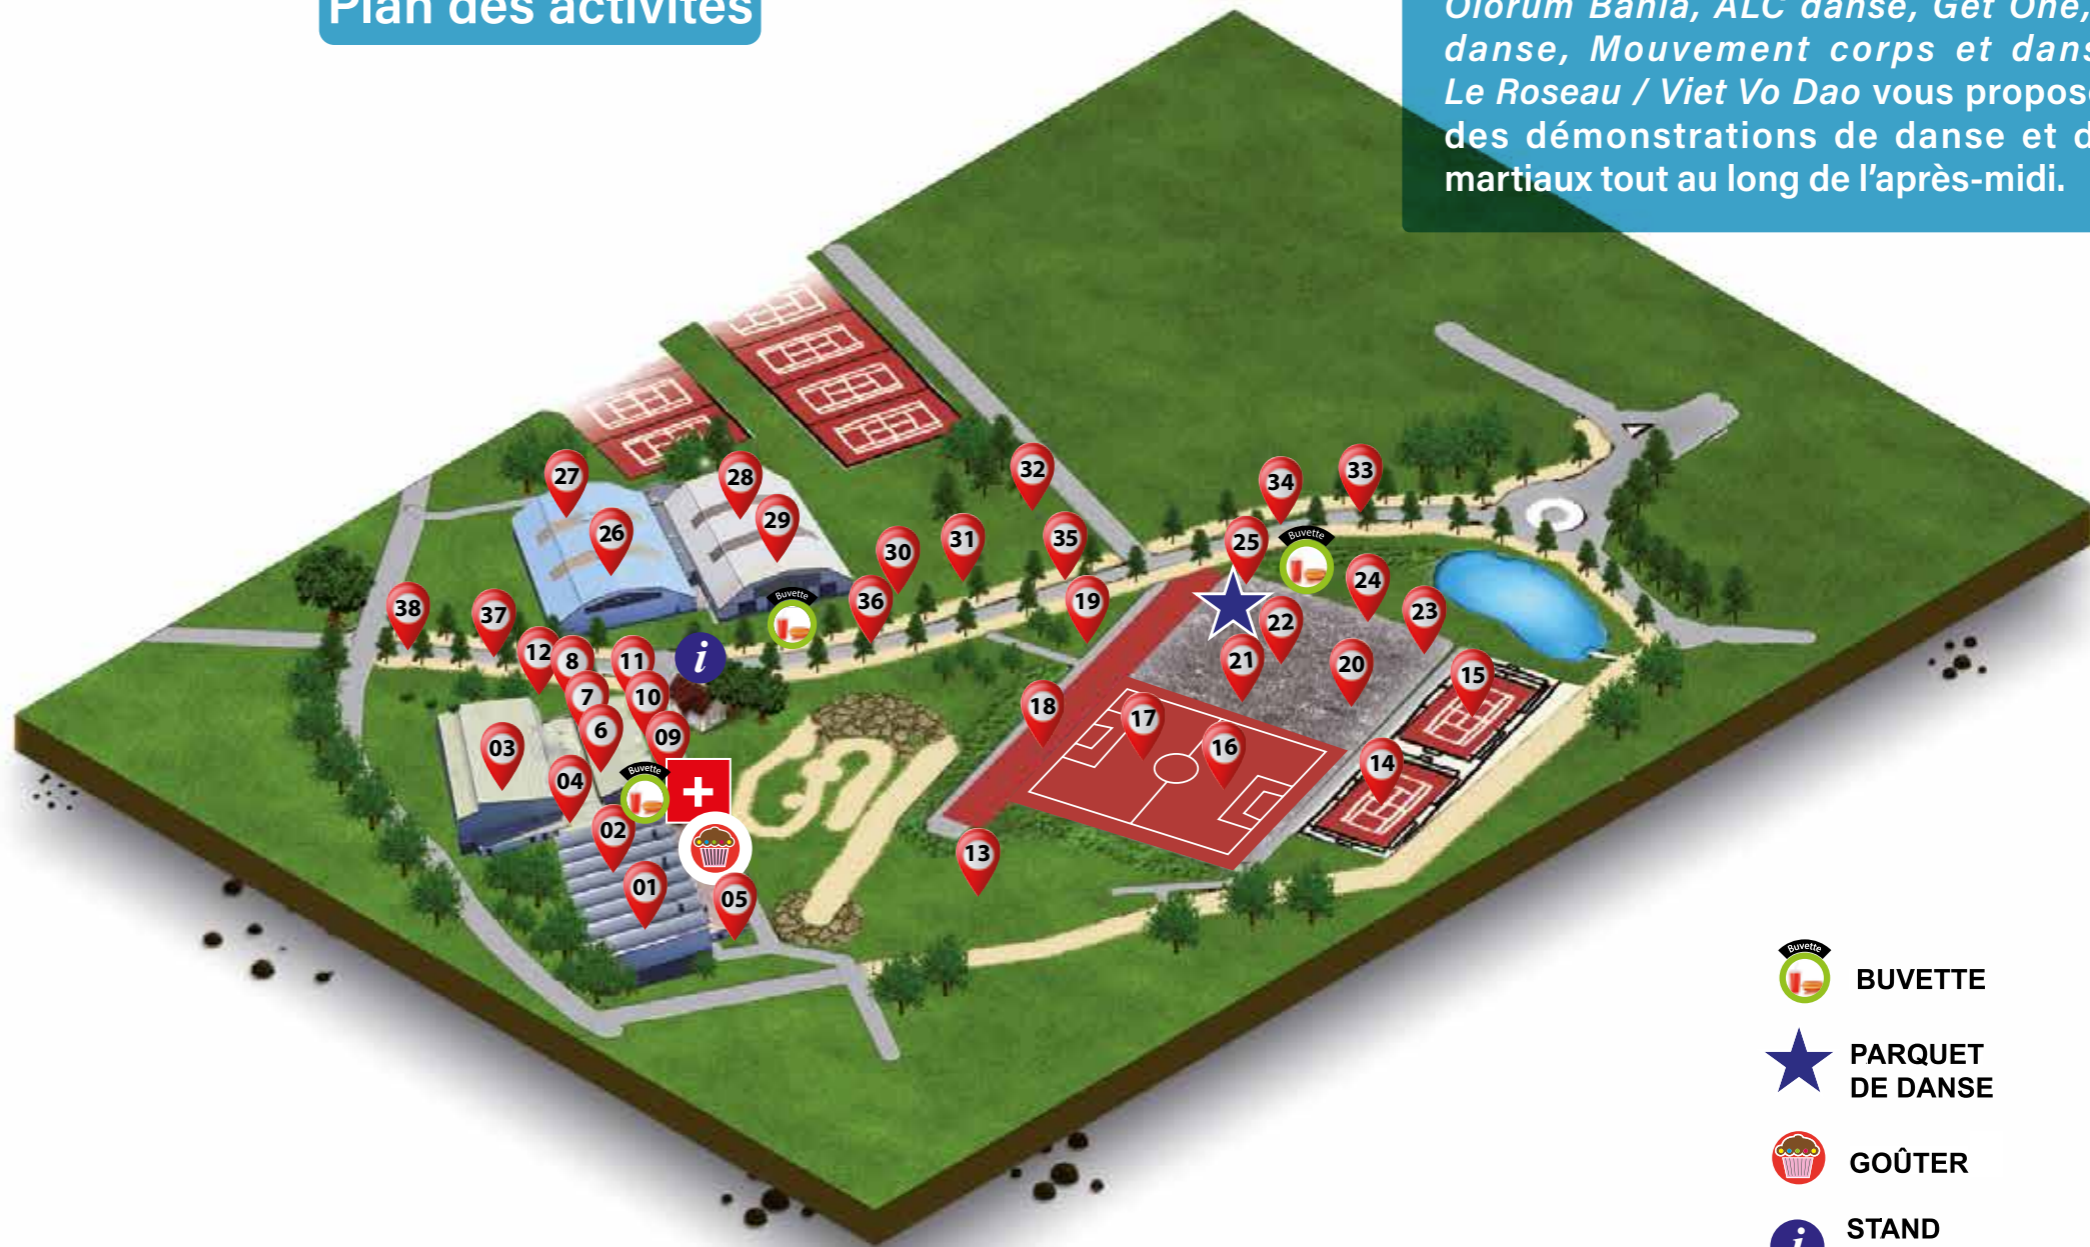 Plan des activités
Olorum Bahia, ALC danse, Get One,
danse, Mouvement corps et dans
Le Roseau / Viet Vo Dao vous propose
des démonstrations de danse et d
martiaux tout au long de l'après-midi.
32
33
34
27
28
29
26
31
35
25
Buvette
30
24
38
37
Buvette
36
19
22
23
12
8
11
i
21
20
15
7
10
18
17
03
6
09
16
14
04
Buvette
+
02
13
01
05
Buvette
BUVETTE
PARQUET
DE DANSE
GOÛTER
i
STAND